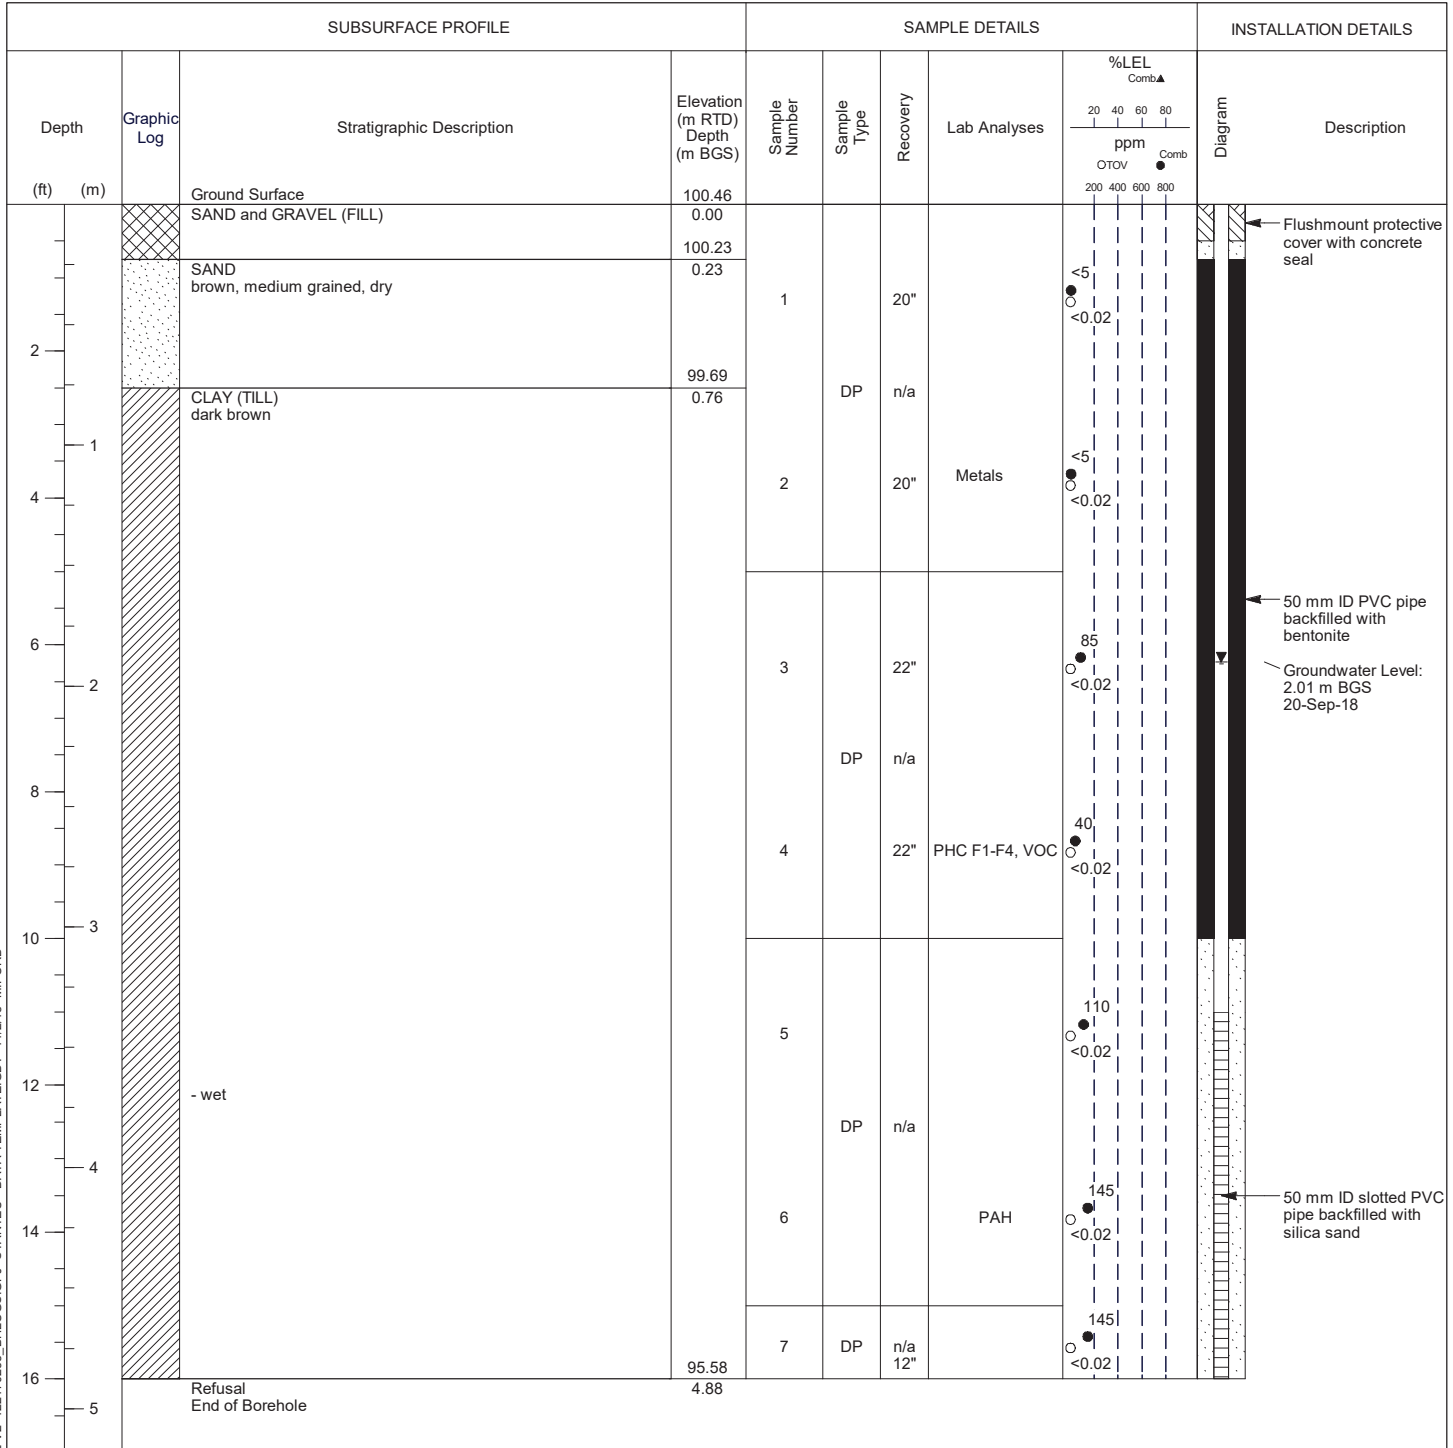 SUBSURFACE PROFILE
SAMPLE DETAILS
INSTALLATION DETAILS
Depth
(ft) (m)
Graphic
Log
Stratigraphic Description
Elevation
(m RTD)
Depth
(m BGS)
Sample
Number
Sample
Type
Recovery
Lab Analyses
%LEL
Comb▲
20 40 60 80
ppm
OTOV ● Comb
200 400 600 800
Diagram
Description
Ground Surface 100.46
SAND and GRAVEL (FILL) 0.00
100.23
SAND 0.23
brown, medium grained, dry
99.69
CLAY (TILL) 0.76
dark brown
- wet
95.58
Refusal 4.88
End of Borehole
2
1
4
6
2
8
3
10
12
4
14
16
5
1 20" <5
<0.02
DP n/a
2 20" Metals <5
<0.02
3 22" 85
<0.02
DP n/a
4 22" PHC F1-F4, VOC 40
<0.02
5 110
<0.02
DP n/a
6 PAH 145
<0.02
7 DP n/a 145
12" <0.02
Flushmount protective
cover with concrete
seal
50 mm ID PVC pipe
backfilled with
bentonite
Groundwater Level:
2.01 m BGS
20-Sep-18
50 mm ID slotted PVC
pipe backfilled with
silica sand